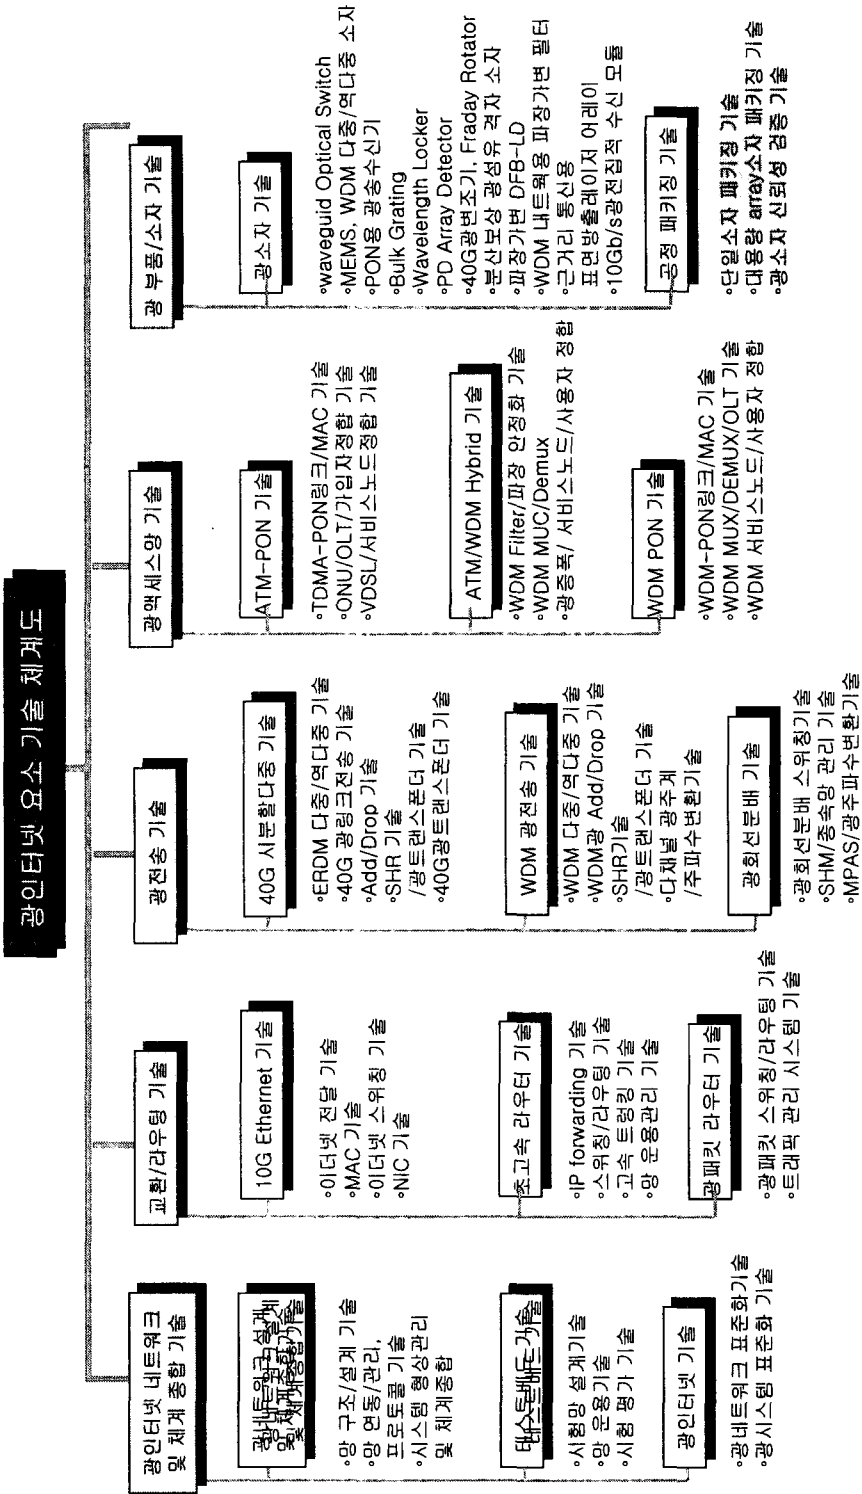 광인터넷 요소 기술 체계도
광인터넷 네트워크
및 체계 종합 기술
광네트워크 설계
및 체계종합기술
◦망 구조/설계 기술
◦망 연동/관리,
프로토콜 기술
◦시스템 형상관리
및 체계종합
테스트베드 기술
◦시험망 설계기술
◦망 운용기술
◦시험 평가 기술
광인터넷 기술
◦광네트워크 표준화기술
◦광시스템 표준화 기술
교환/라우팅 기술
10G Ethernet 기술
◦이더넷 전달 기술
◦MAC 기술
◦이더넷 스위칭 기술
◦NIC 기술
초고속 라우터 기술
◦IP forwarding 기술
◦스위칭/라우팅 기술
◦고속 트렁킹 기술
◦망 운용관리 기술
광패킷 라우터 기술
◦광패킷 스위칭/라우팅 기술
◦트래픽 관리 시스템 기술
광전송 기술
40G 시분할다중 기술
◦ERDM 다중/역다중 기술
◦40G 광링크전송 기술
◦Add/Drop 기술
◦SHR 기술
/광트랜스폰더 기술
◦40G광트랜스폰더 기술
WDM 광전송 기술
◦WDM 다중/역다중 기술
◦WDM광 Add/Drop 기술
◦SHR기술
/광트랜스폰더 기술
◦다채널 광주계
/주파수변환기술
광회선분배 기술
◦광회선분배 스위칭기술
◦SHM/종속망 관리 기술
◦MPAS/광주파수변환기술
광액세스망 기술
ATM-PON 기술
◦TDMA-PON링크/MAC 기술
◦ONU/OLT/가입자정합 기술
◦VDSL/서비스노드정합 기술
ATM/WDM Hybrid 기술
◦WDM Filter/파장 안정화 기술
◦WDM MUC/Demux
◦광증폭/ 서비스노드/사용자 정합
WDM PON 기술
◦WDM-PON링크/MAC 기술
◦WDM MUX/DEMUX/OLT 기술
◦WDM 서비스노드/사용자 정합
광 부품/소자 기술
광소자 기술
◦waveguid Optical Switch
◦MEMS, WDM 다중/역다중 소자
◦PON용 광송수신기
◦Bulk Grating
◦Wavelength Locker
◦PD Array Detector
◦40G광변조기, Fraday Rotator
◦분산보상 광섬유 격자 소자
◦파장가변 DFB-LD
◦WDM 네트웍용 파장가변 필터
◦근거리 통신용
표면방출레이저 어레이
◦10Gb/s광전집적 수신 모듈
공정 패키징 기술
◦단일소자 패키징 기술
◦대용량 array소자 패키징 기술
◦광소자 신뢰성 검증 기술